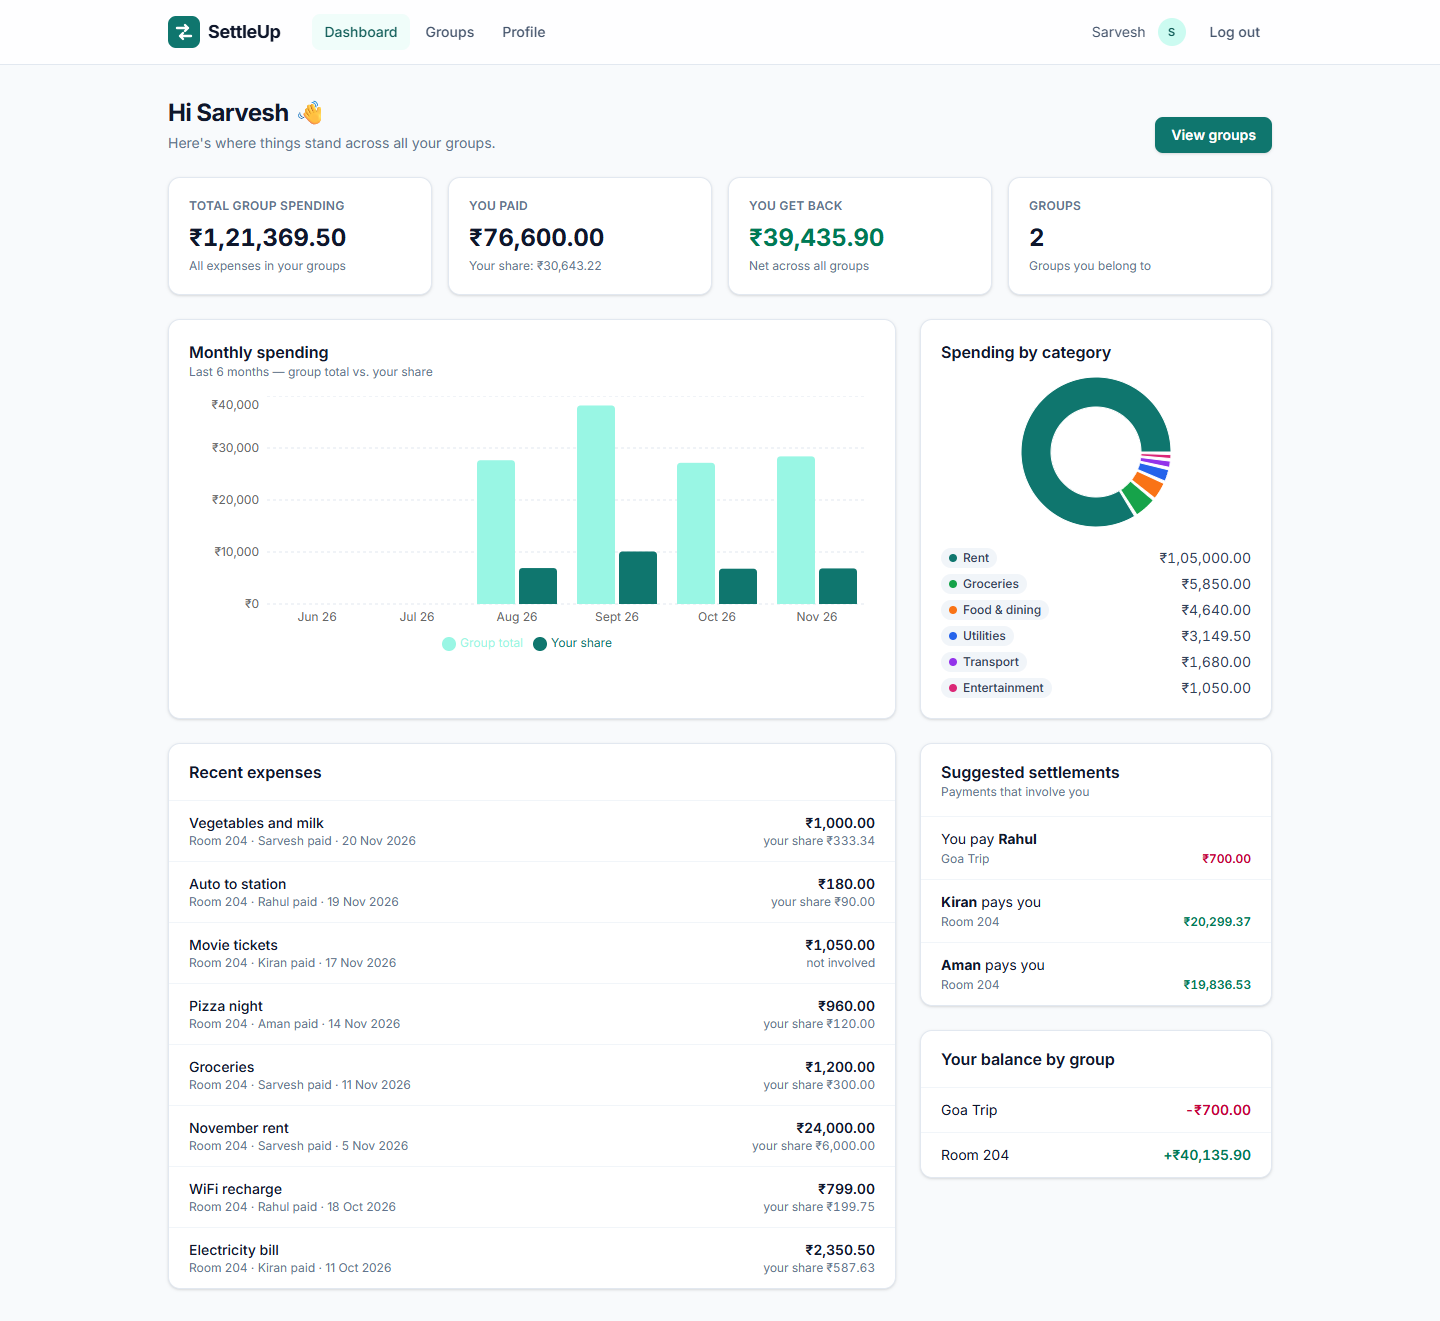 SettleUp
Dashboard
Groups
Profile
Sarvesh
S
Log out
Hi Sarvesh 👋
Here's where things stand across all your groups.
View groups
TOTAL GROUP SPENDING
₹1,21,369.50
All expenses in your groups
YOU PAID
₹76,600.00
Your share: ₹30,643.22
YOU GET BACK
₹39,435.90
Net across all groups
GROUPS
2
Groups you belong to
Monthly spending
Last 6 months — group total vs. your share
₹40,000
₹30,000
₹20,000
₹10,000
₹0
Jun 26
Jul 26
Aug 26
Sept 26
Oct 26
Nov 26
Group total
Your share
Spending by category
Rent ₹1,05,000.00
Groceries ₹5,850.00
Food & dining ₹4,640.00
Utilities ₹3,149.50
Transport ₹1,680.00
Entertainment ₹1,050.00
Recent expenses
Vegetables and milk ₹1,000.00
Room 204 · Sarvesh paid · 20 Nov 2026 your share ₹333.34
Auto to station ₹180.00
Room 204 · Rahul paid · 19 Nov 2026 your share ₹90.00
Movie tickets ₹1,050.00
Room 204 · Kiran paid · 17 Nov 2026 not involved
Pizza night ₹960.00
Room 204 · Aman paid · 14 Nov 2026 your share ₹120.00
Groceries ₹1,200.00
Room 204 · Sarvesh paid · 11 Nov 2026 your share ₹300.00
November rent ₹24,000.00
Room 204 · Sarvesh paid · 5 Nov 2026 your share ₹6,000.00
WiFi recharge ₹799.00
Room 204 · Rahul paid · 18 Oct 2026 your share ₹199.75
Electricity bill ₹2,350.50
Room 204 · Kiran paid · 11 Oct 2026 your share ₹587.63
Suggested settlements
Payments that involve you
You pay Rahul
Goa Trip ₹700.00
Kiran pays you
Room 204 ₹20,299.37
Aman pays you
Room 204 ₹19,836.53
Your balance by group
Goa Trip -₹700.00
Room 204 +₹40,135.90